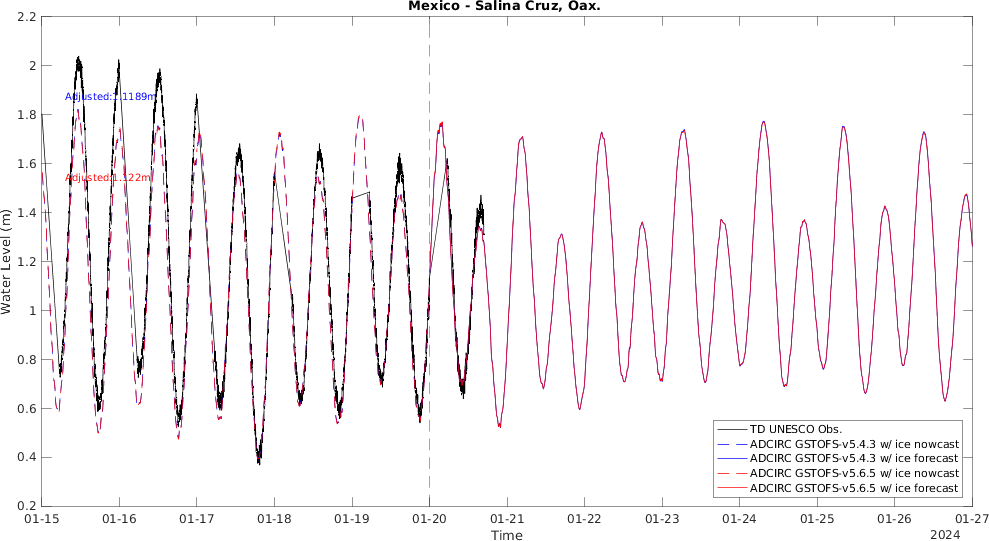 Mexico - Salina Cruz, Oax.
2.2
2
1.8
1.6
1.4
1.2
1
0.8
0.6
0.4
0.2
Water Level (m)
Adjusted:1.1189m
Adjusted:1.122m
TD UNESCO Obs.
ADCIRC GSTOFS-v5.4.3 w/ ice nowcast
ADCIRC GSTOFS-v5.4.3 w/ ice forecast
ADCIRC GSTOFS-v5.6.5 w/ ice nowcast
ADCIRC GSTOFS-v5.6.5 w/ ice forecast
01-15 01-16 01-17 01-18 01-19 01-20 01-21 01-22 01-23 01-24 01-25 01-26 01-27
Time
2024